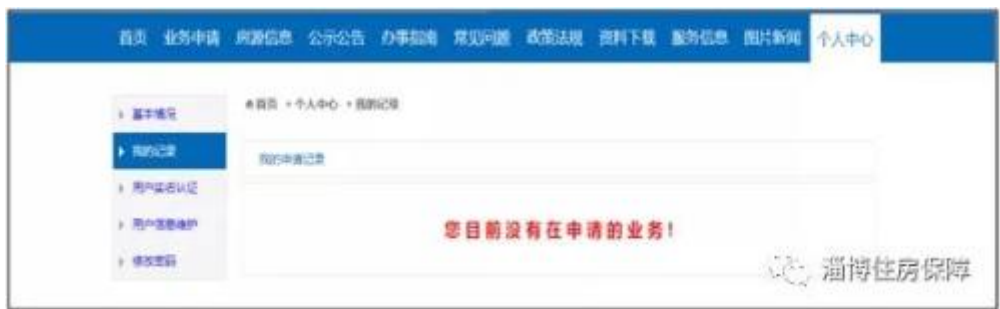 首页 业务申请 房源信息 公示公告 办事指南 常见问题 政策法规 资料下载 服务信息 图片新闻 个人中心
首页 个人中心 我的记录
基本情况
我的记录
用户实名认证
用户信息维护
修改密码
我的申请记录
您目前没有在申请的业务！
淄博住房保障